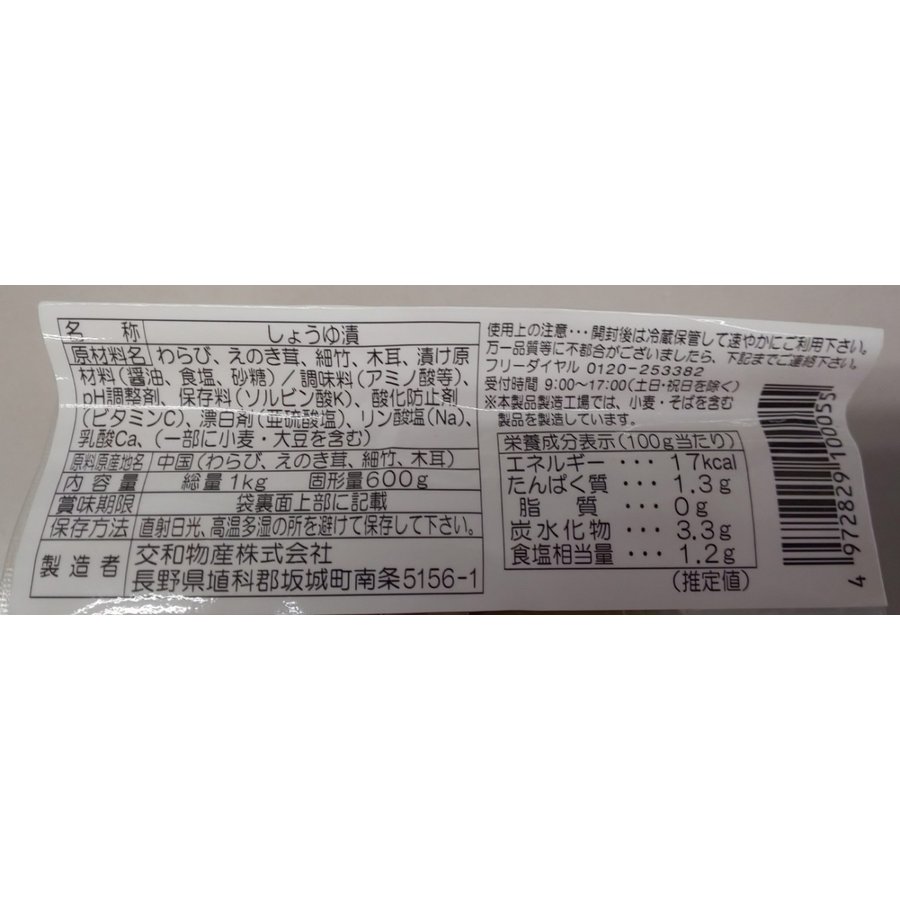 名称 しょうゆ漬
原材料名 わらび、えのき茸、細竹、木耳、漬け原
材料(醤油、食塩、砂糖)/調味料(アミノ酸等)、
pH調整剤、保存料(ソルビン酸K)、酸化防止剤
(ビタミンC)、漂白剤(亜硫酸塩)、リン酸塩(Na)、
乳酸Ca、(一部に小麦・大豆を含む)
原料原産地名 中国(わらび、えのき茸、細竹、木耳)
内容量 総量1kg 固形量600g
賞味期限 袋裏面上部に記載
保存方法 直射日光、高温多湿の所を避けて保存して下さい。
製造者 交和物産株式会社
長野県埴科郡坂城町南条5156-1
使用上の注意・・・開封後は冷蔵保管して速やかにご利用下さい。
万一品質等に不都合がございましたら、下記までご連絡下さい。
フリーダイヤル 0120-253382
受付時間 9:00~17:00(土日・祝日を除く)
※本製品製造工場では、小麦・そばを含む
製品を製造しています。
栄養成分表示(100g当たり)
エネルギー・・・17kcal
たんぱく質・・・1.3g
脂質・・・0g
炭水化物・・・3.3g
食塩相当量・・・1.2g
(推定値)
4 972829 100055